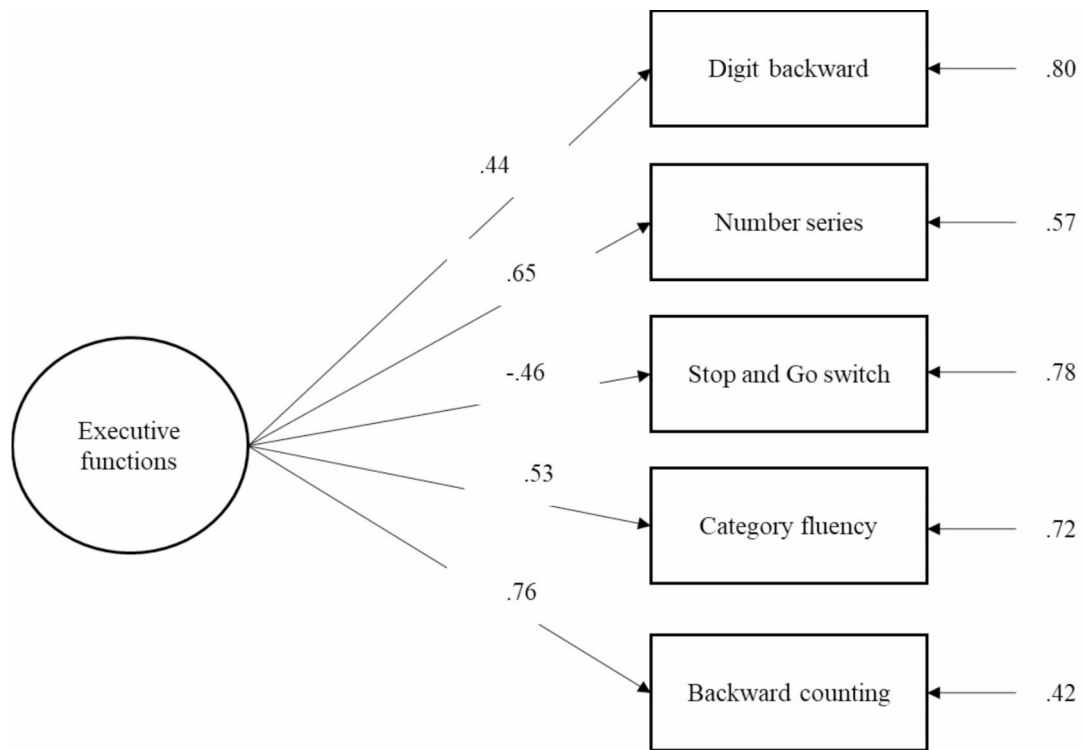 Digit backward
.80
.44
Number series
.57
.65
-.46
Stop and Go switch
.78
Executive
functions
.53
Category fluency
.72
.76
Backward counting
.42